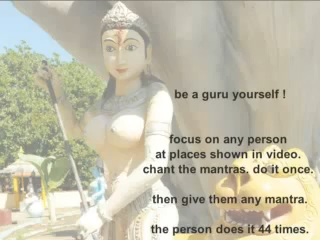 be a guru yourself !
focus on any person
at places shown in video.
chant the mantras. do it once.
then give them any mantra.
the person does it 44 times.